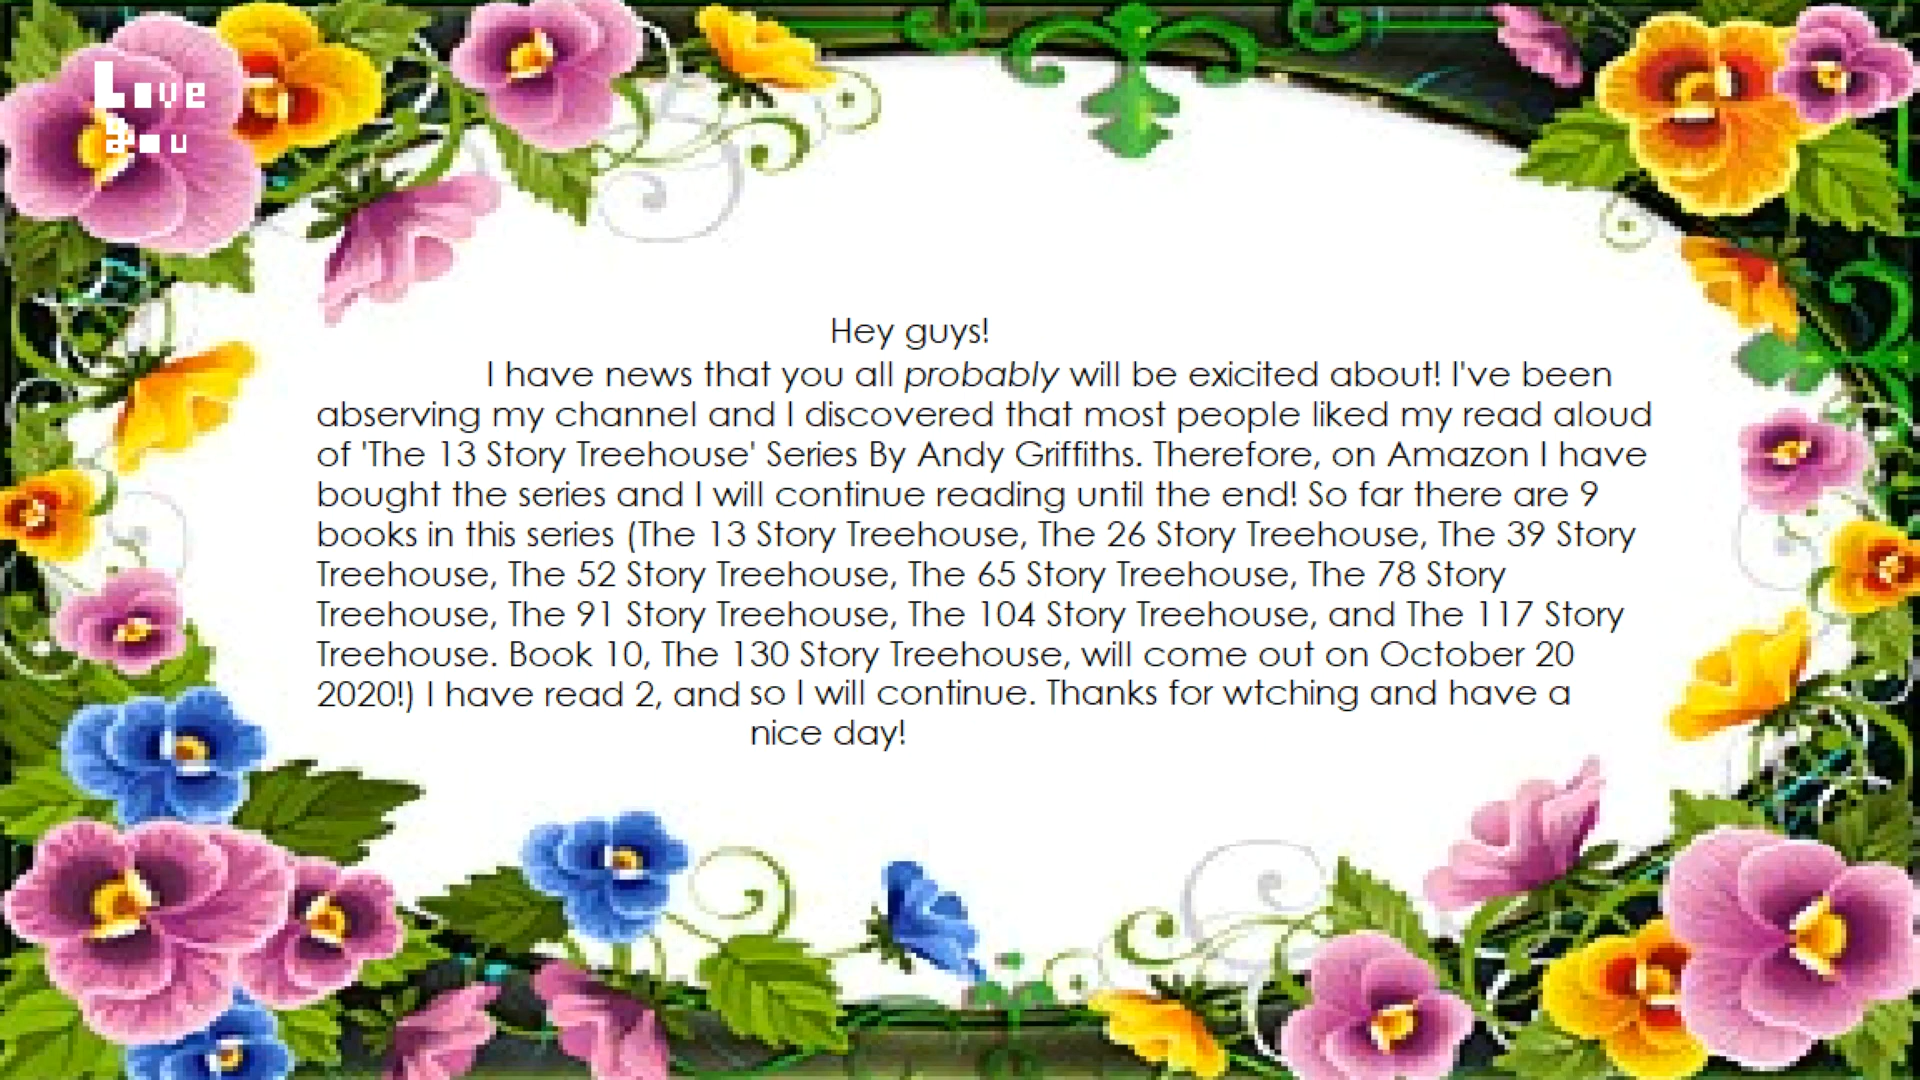 Love
you
Hey guys!
I have news that you all probably will be exicited about! I've been
abserving my channel and I discovered that most people liked my read aloud
of 'The 13 Story Treehouse' Series By Andy Griffiths. Therefore, on Amazon I have
bought the series and I will continue reading until the end! So far there are 9
books in this series (The 13 Story Treehouse, The 26 Story Treehouse, The 39 Story
Treehouse, The 52 Story Treehouse, The 65 Story Treehouse, The 78 Story
Treehouse, The 91 Story Treehouse, The 104 Story Treehouse, and The 117 Story
Treehouse. Book 10, The 130 Story Treehouse, will come out on October 20
2020!) I have read 2, and so I will continue. Thanks for wtching and have a
nice day!